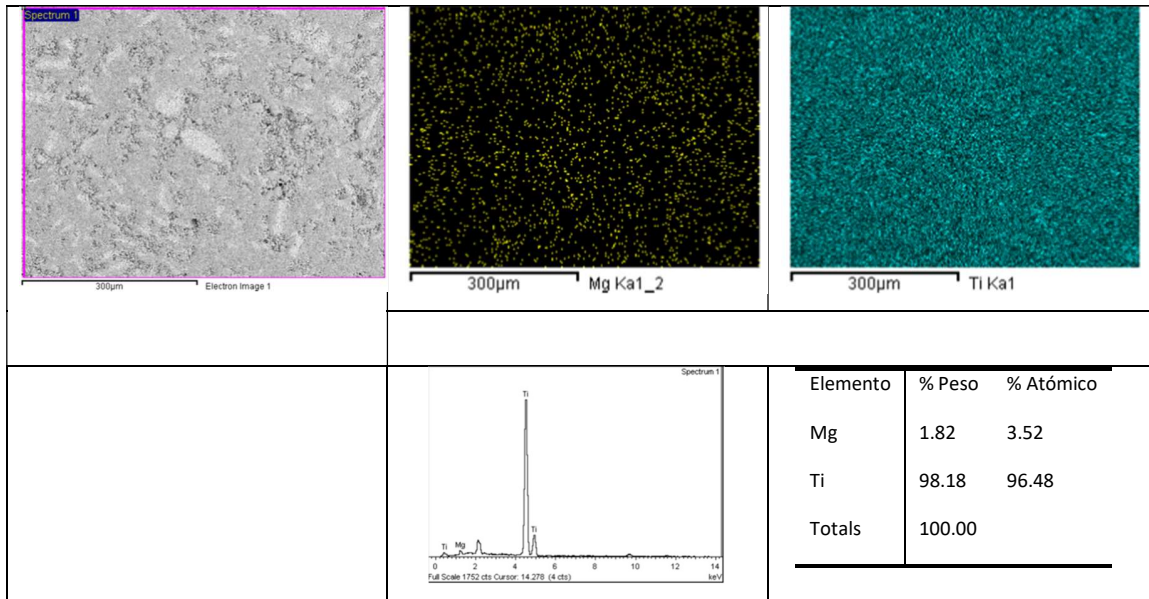 Spectrum 1
300µm Electron Image 1
300µm Mg Ka1_2
300µm Ti Ka1
Spectrum 1
Ti
Ti
Ti Mg
0 2 4 6 8 10 12 14
Full Scale 1752 cts Cursor: 14.278 (4 cts) keV
Elemento % Peso % Atómico
Mg 1.82 3.52
Ti 98.18 96.48
Totals 100.00